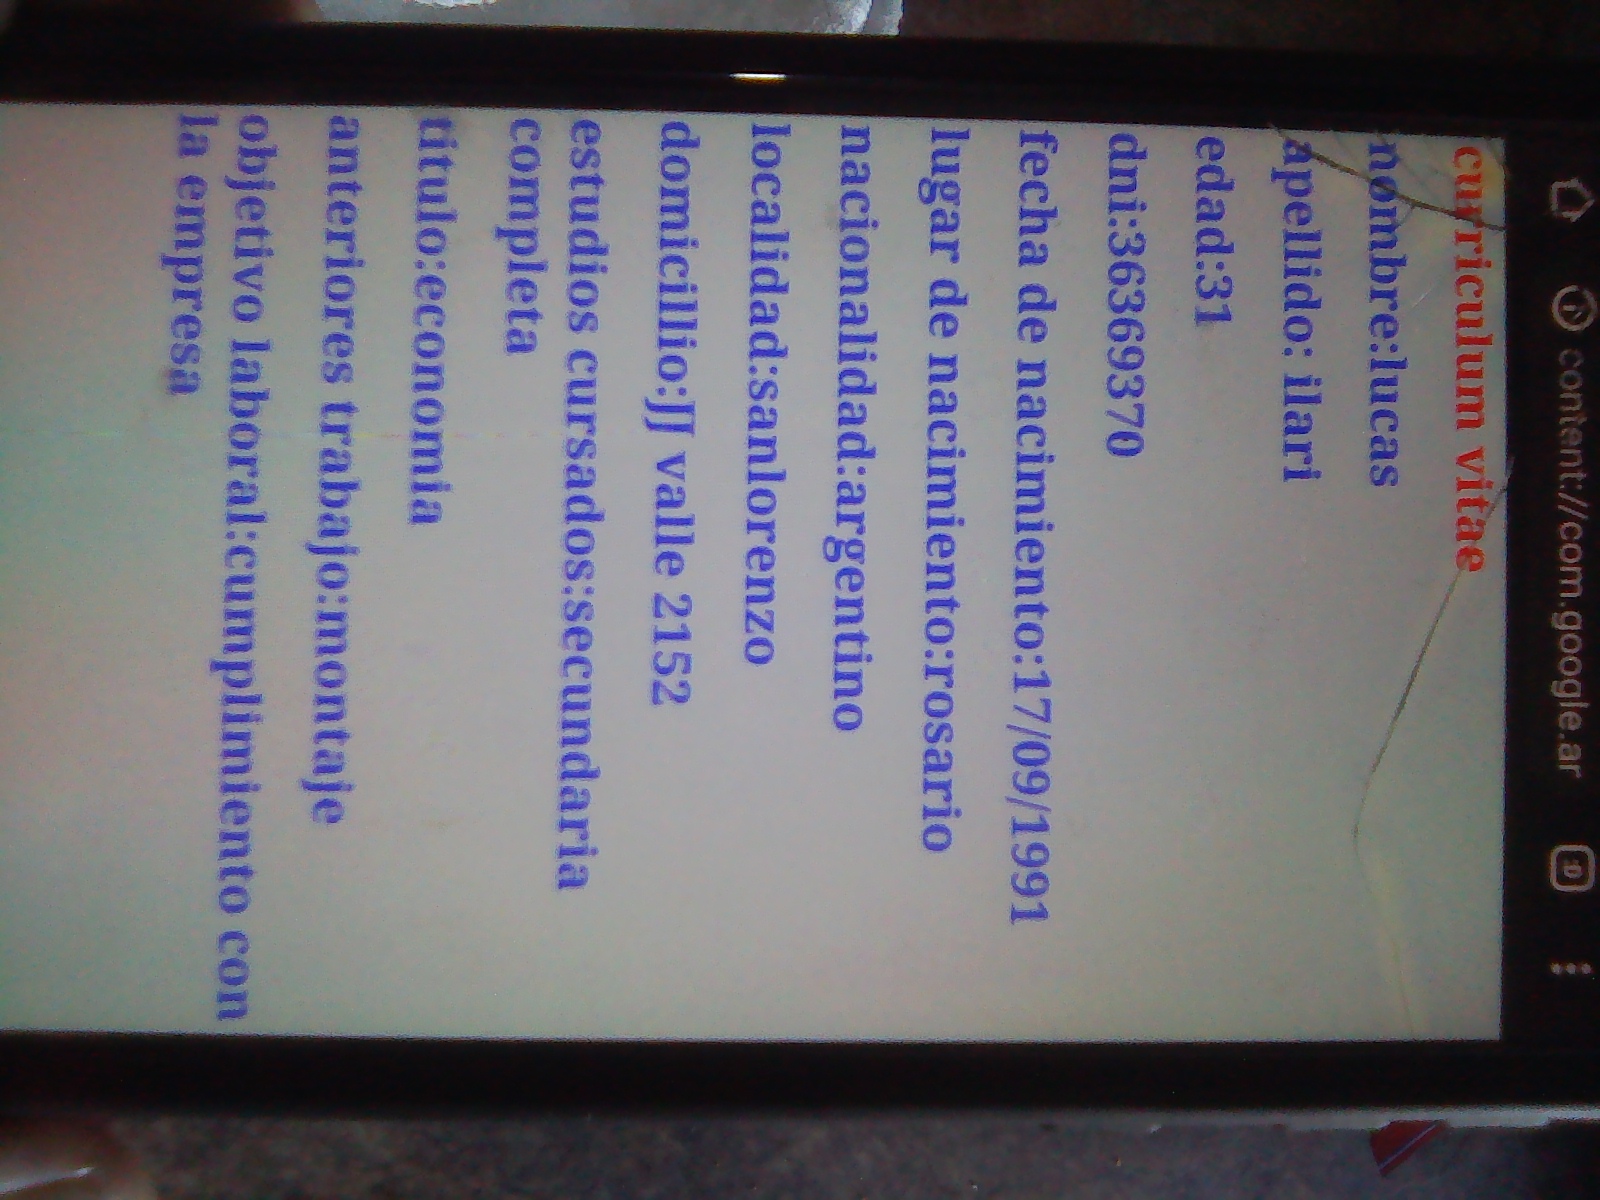 content://com.google.ar
:D
curriculum vitae
nombre:lucas
apellido: ilari
edad:31
dni:36369370
fecha de nacimiento:17/09/1991
lugar de nacimiento:rosario
nacionalidad:argentino
localidad:sanlorenzo
domicillio:JJ valle 2152
estudios cursados:secundaria
completa
titulo:economia
anteriores trabajo:montaje
objetivo laboral:cumplimiento con
la empresa